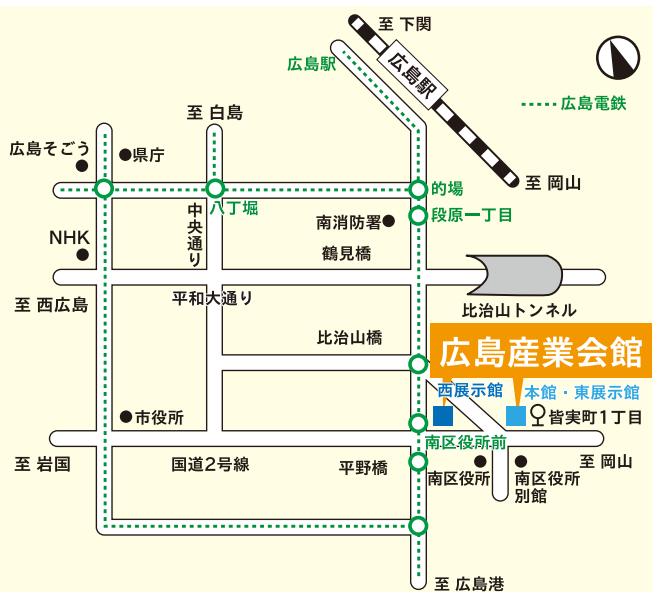 至 下関
広島駅
広島駅
広島電鉄
至 白島
広島そごう
県庁
至 岡山
的場
八丁堀
中央通り
南消防署
段原一丁目
NHK
鶴見橋
至 西広島
平和大通り
比治山トンネル
比治山橋
広島産業会館
西展示館
本館・東展示館
市役所
皆実町1丁目
南区役所前
至 岩国
国道2号線
平野橋
至 岡山
南区役所
南区役所
別館
至 広島港